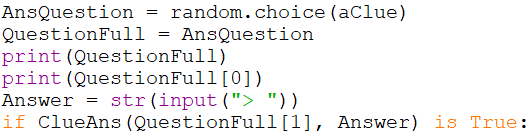 AnsQuestion = random.choice(aClue)
QuestionFull = AnsQuestion
print(QuestionFull)
print(QuestionFull[0])
Answer = str(input("> "))
if ClueAns(QuestionFull[1], Answer) is True: